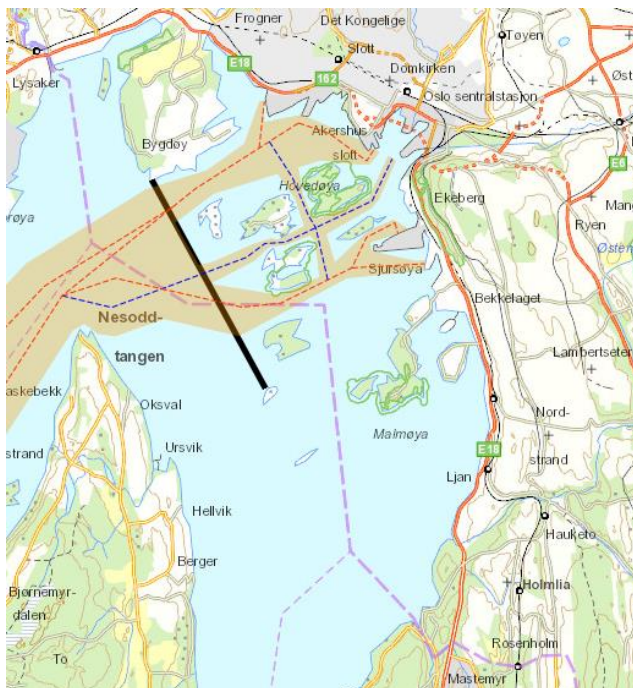 Frogner
Det Kongelige
Slott
Tøyen
E18
162
Domkirken
Lysaker
Oslo sentralstasjon
Øst
Bygdøy
Akershus
slott
E6
Hovedøya
Ekeberg
Mang
Ryen
Østen
røya
Sjursøya
Bekkelaget
Nesodd-
tangen
Lambertseter
askebekk
Oksval
Malmøya
Nord-
strand
strand
Ursvik
E18
Ljan
Hellvik
Hauketo
Berger
Bjørnemyr-
dalen
Holmlia
To
Rosenholm
Mastemyr